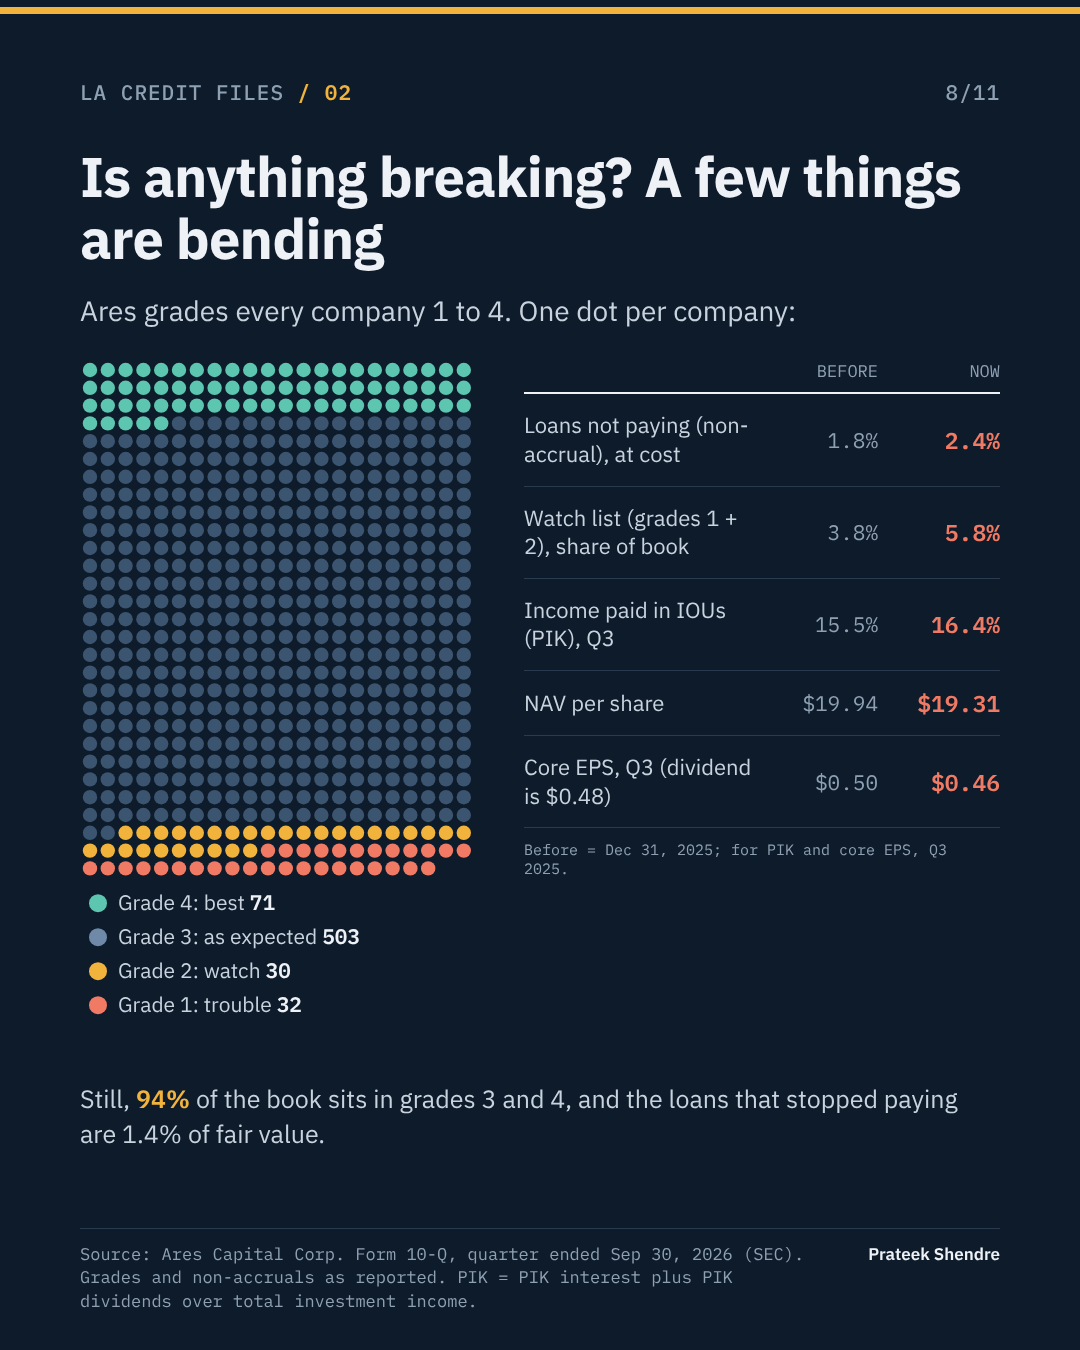 LA CREDIT FILES / 02
8/11
Is anything breaking? A few things
are bending
Ares grades every company 1 to 4. One dot per company:
BEFORE NOW
Loans not paying (non-
accrual), at cost
1.8% 2.4%
Watch list (grades 1 +
2), share of book
3.8% 5.8%
Income paid in IOUs
(PIK), Q3
15.5% 16.4%
NAV per share $19.94 $19.31
Core EPS, Q3 (dividend
is $0.48)
$0.50 $0.46
Before = Dec 31, 2025; for PIK and core EPS, Q3
2025.
Grade 4: best 71
Grade 3: as expected 503
Grade 2: watch 30
Grade 1: trouble 32
Still, 94% of the book sits in grades 3 and 4, and the loans that stopped paying
are 1.4% of fair value.
Source: Ares Capital Corp. Form 10-Q, quarter ended Sep 30, 2026 (SEC).
Grades and non-accruals as reported. PIK = PIK interest plus PIK
dividends over total investment income.
Prateek Shendre